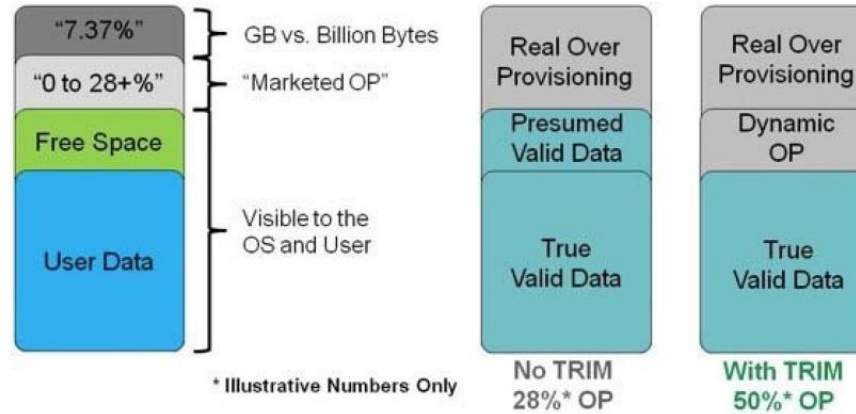 “7.37%”
GB vs. Billion Bytes
“0 to 28+%”
“Marketed OP”
Free Space
User Data
Visible to the
OS and User
* Illustrative Numbers Only
Real Over
Provisioning
Presumed
Valid Data
True
Valid Data
No TRIM
28%* OP
Real Over
Provisioning
Dynamic
OP
True
Valid Data
With TRIM
50%* OP